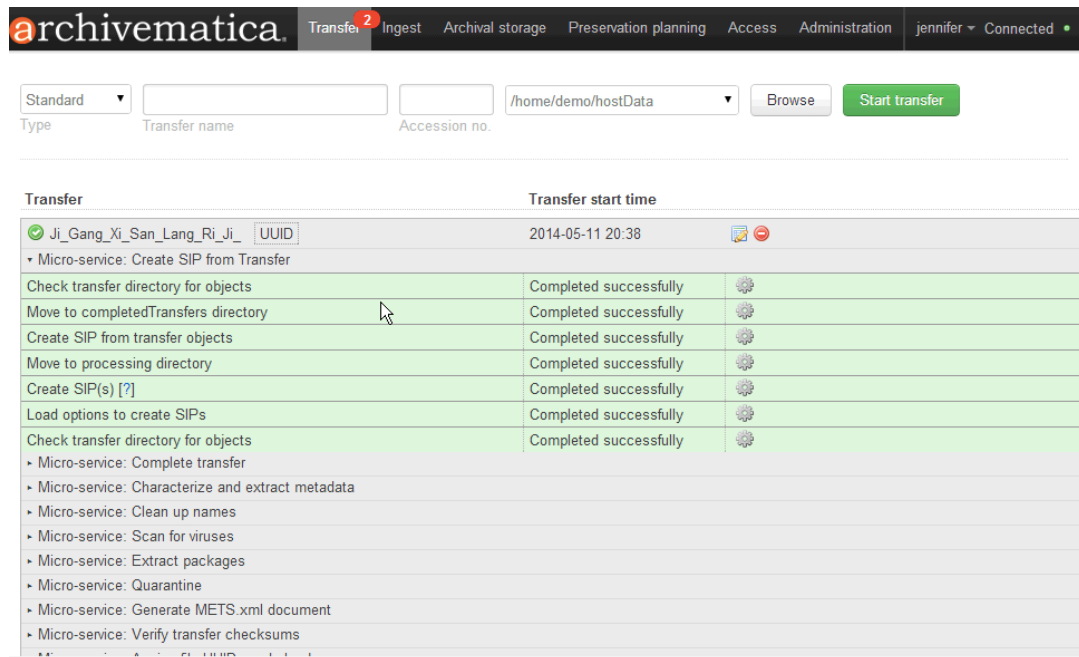 archivematica. Transfer 2 Ingest Archival storage Preservation planning Access Administration jennifer Connected
Standard /home/demo/hostData Browse Start transfer
Type Transfer name Accession no.
Transfer Transfer start time
Ji_Gang_Xi_San_Lang_Ri_Ji_ UUID 2014-05-11 20:38
Micro-service: Create SIP from Transfer
Check transfer directory for objects Completed successfully
Move to completedTransfers directory Completed successfully
Create SIP from transfer objects Completed successfully
Move to processing directory Completed successfully
Create SIP(s) [?] Completed successfully
Load options to create SIPs Completed successfully
Check transfer directory for objects Completed successfully
Micro-service: Complete transfer
Micro-service: Characterize and extract metadata
Micro-service: Clean up names
Micro-service: Scan for viruses
Micro-service: Extract packages
Micro-service: Quarantine
Micro-service: Generate METS.xml document
Micro-service: Verify transfer checksums